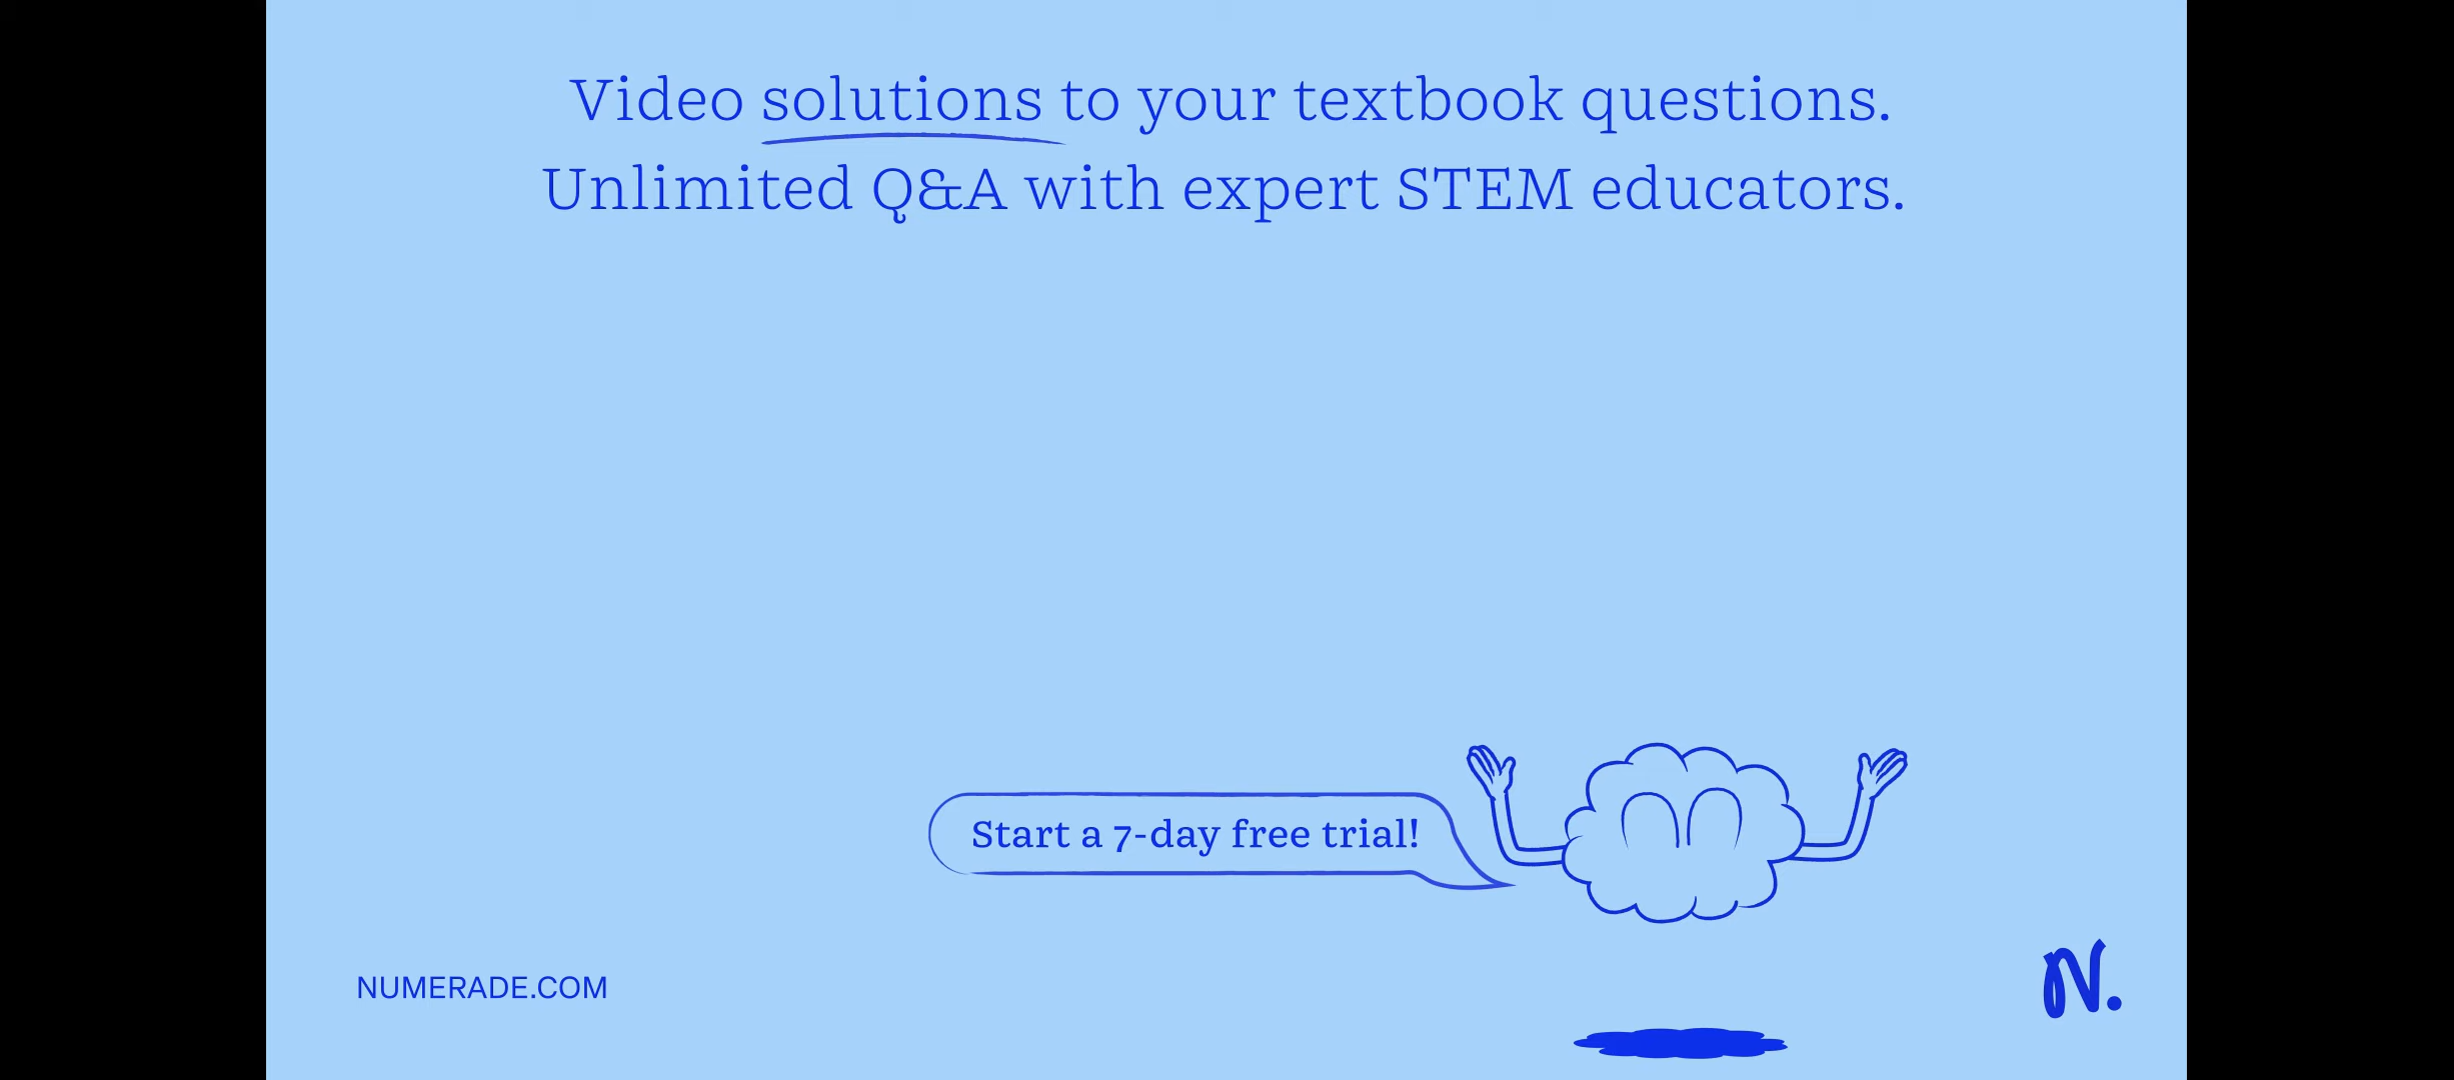 Video solutions to your textbook questions.
Unlimited Q&A with expert STEM educators.
Start a 7-day free trial!
NUMERADE.COM
N.